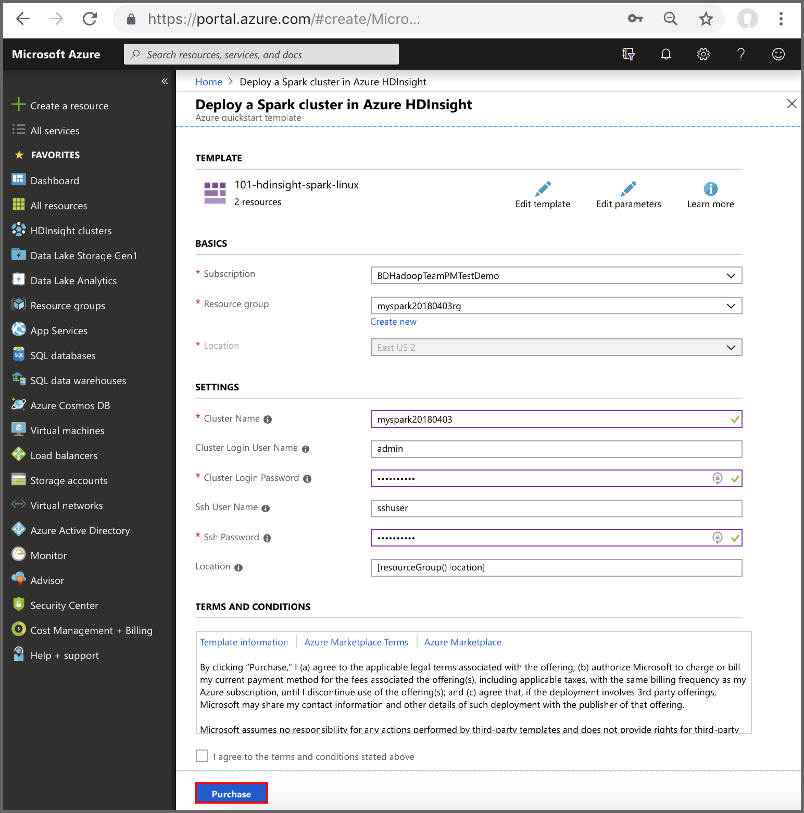 https://portal.azure.com/#create/Micro...
Microsoft Azure
Search resources, services, and docs
Create a resource
All services
FAVORITES
Dashboard
All resources
HDInsight clusters
Data Lake Storage Gen1
Data Lake Analytics
Resource groups
App Services
SQL databases
SQL data warehouses
Azure Cosmos DB
Virtual machines
Load balancers
Storage accounts
Virtual networks
Azure Active Directory
Monitor
Advisor
Security Center
Cost Management + Billing
Help + support
Home > Deploy a Spark cluster in Azure HDInsight
Deploy a Spark cluster in Azure HDInsight
Azure quickstart template
TEMPLATE
101-hdinsight-spark-linux
2 resources
Edit template
Edit parameters
Learn more
BASICS
* Subscription
BDHadoopTeamPMTestDemo
* Resource group
myspark20180403rg
Create new
* Location
East US 2
SETTINGS
* Cluster Name
myspark20180403
Cluster Login User Name
admin
* Cluster Login Password
••••••••••
Ssh User Name
sshuser
* Ssh Password
••••••••••
Location
[resourceGroup().location]
TERMS AND CONDITIONS
Template information | Azure Marketplace Terms | Azure Marketplace
By clicking "Purchase," I (a) agree to the applicable legal terms associated with the offering; (b) authorize Microsoft to charge or bill
my current payment method for the fees associated the offering(s), including applicable taxes, with the same billing frequency as my
Azure subscription, until I discontinue use of the offering(s); and (c) agree that, if the deployment involves 3rd party offerings,
Microsoft may share my contact information and other details of such deployment with the publisher of that offering.
Microsoft assumes no responsibility for any actions performed by third-party templates and does not provide rights for third-party
I agree to the terms and conditions stated above
Purchase